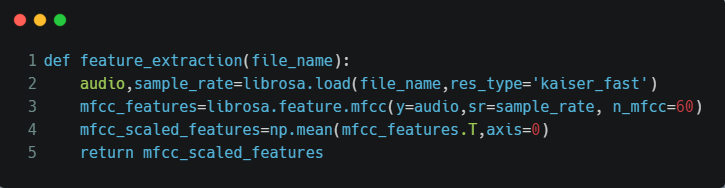 1 def feature_extraction(file_name):
2     audio,sample_rate=librosa.load(file_name,res_type='kaiser_fast')
3     mfcc_features=librosa.feature.mfcc(y=audio,sr=sample_rate, n_mfcc=60)
4     mfcc_scaled_features=np.mean(mfcc_features.T,axis=0)
5     return mfcc_scaled_features